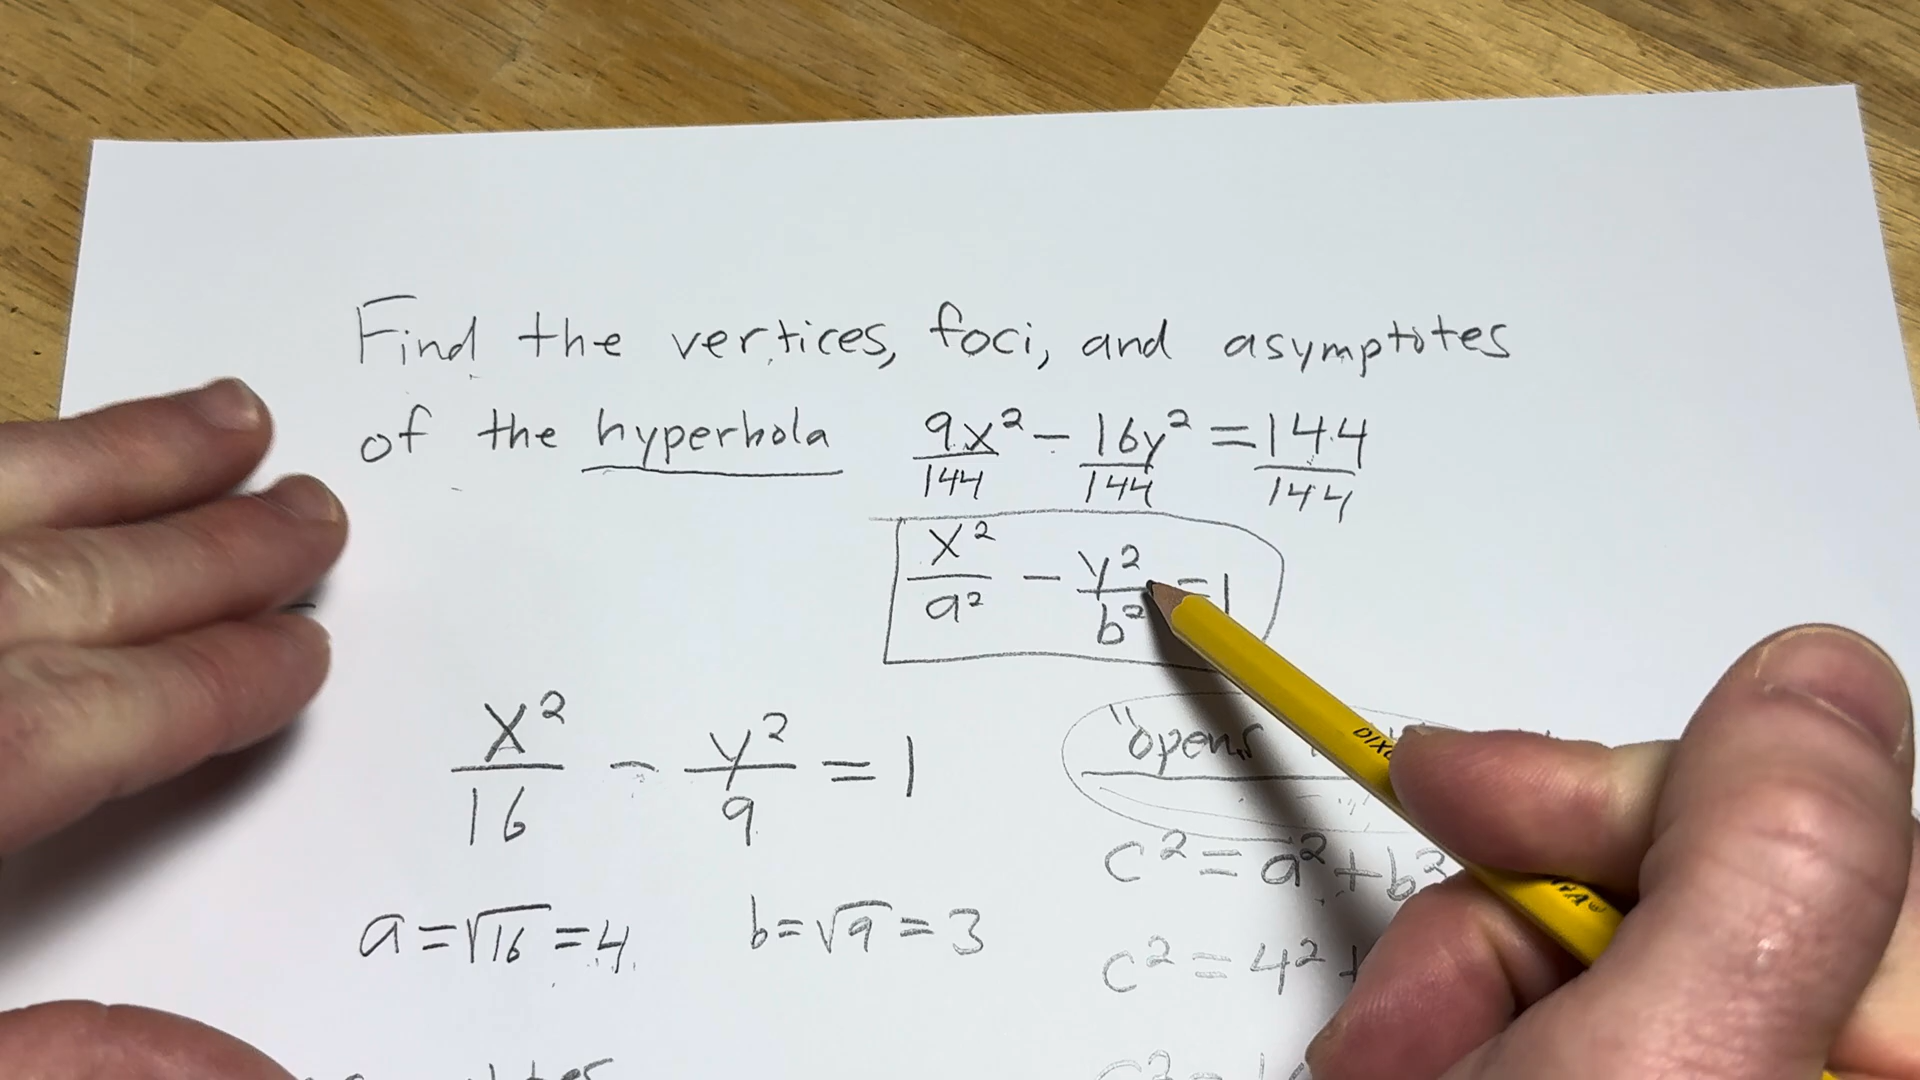 Find the vertices, foci, and asymptotes
of the hyperbola 9x²/144 − 16y²/144 = 144/144
x²/a² − y²/b² = 1
x²/16 − y²/9 = 1
"opens
c² = a² + b²
a = √16 = 4 b = √9 = 3
c² = 4² +